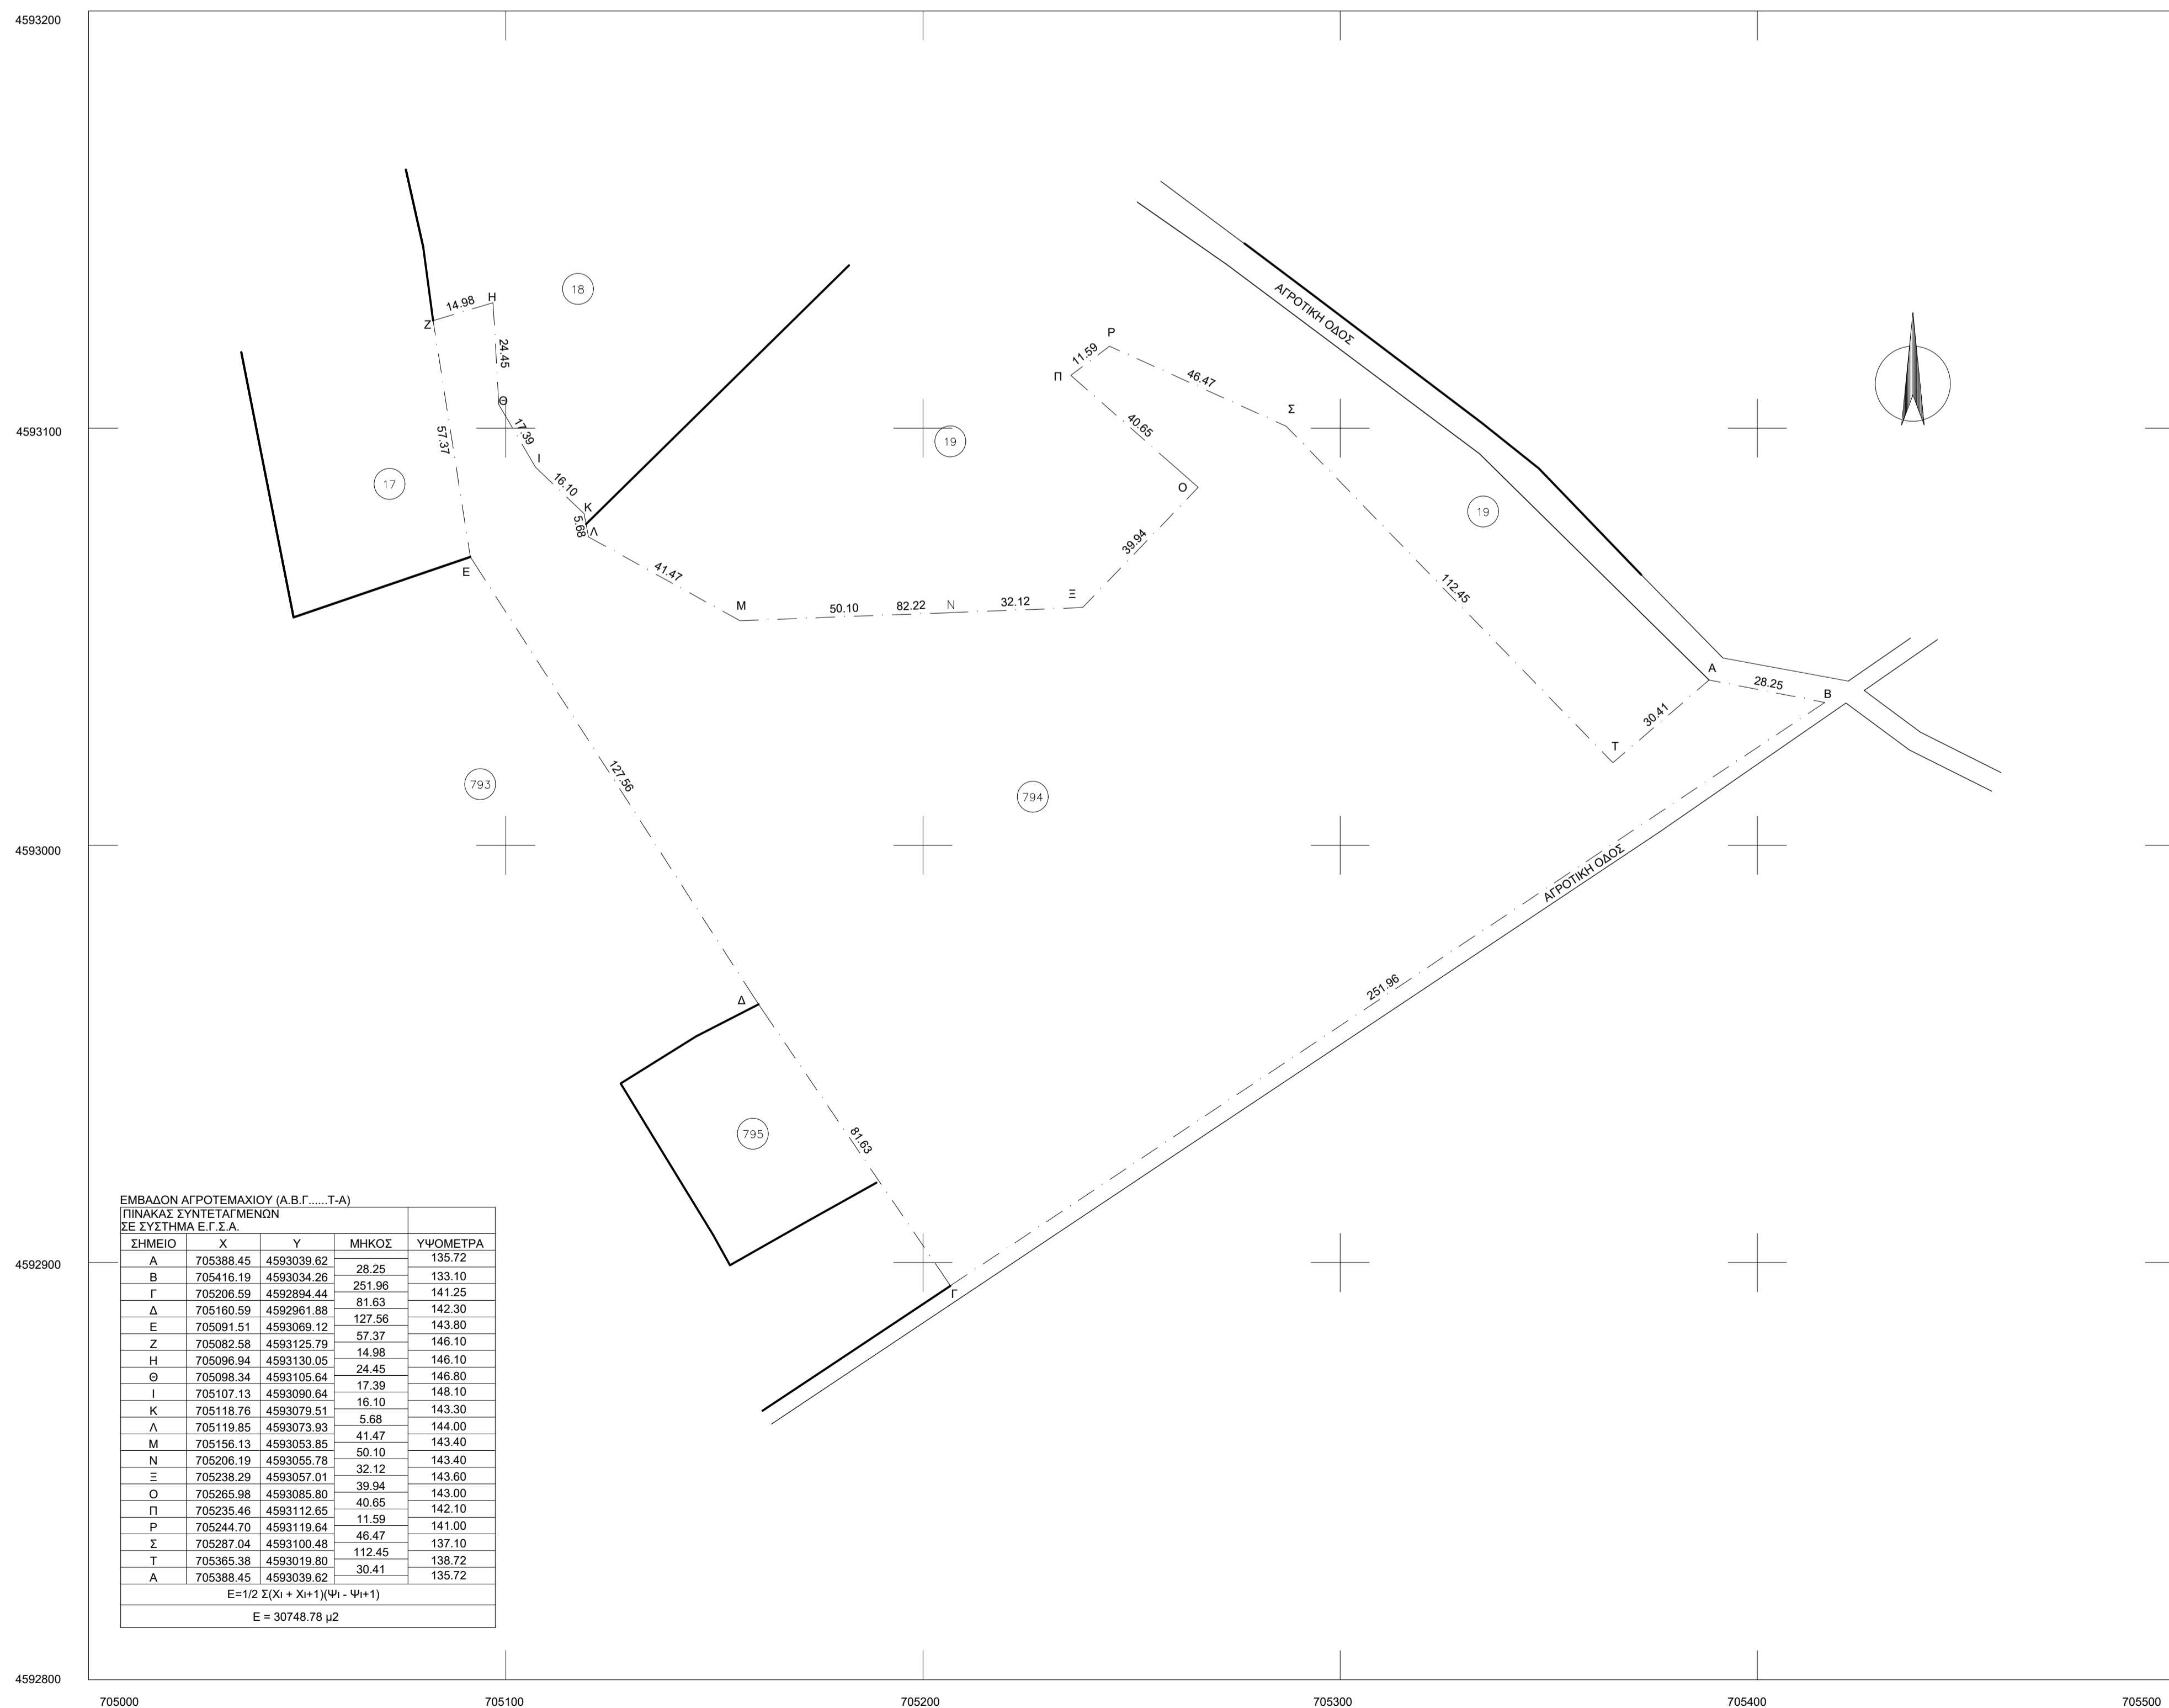 4593200
18
14.98
Η
Ζ
24.45
Θ
17.39
Ι
57.37
17
16.10
Κ
5.68
Λ
Ε
41.47
Μ
50.10
82.22
Ν
32.12
Ξ
39.94
Ο
40.65
Π
11.59
Ρ
46.47
Σ
19
ΑΓΡΟΤΙΚΗ ΟΔΟΣ
19
112.45
4593100
Α
28.25
Β
30.41
Τ
127.56
793
794
4593000
ΑΓΡΟΤΙΚΗ ΟΔΟΣ
251.96
Δ
795
81.63
Γ
4592900
ΕΜΒΑΔΟΝ ΑΓΡΟΤΕΜΑΧΙΟΥ (Α.Β.Γ......Τ-Α)
ΠΙΝΑΚΑΣ ΣΥΝΤΕΤΑΓΜΕΝΩΝ
ΣΕ ΣΥΣΤΗΜΑ Ε.Γ.Σ.Α.
ΣΗΜΕΙΟ Χ Υ ΜΗΚΟΣ ΥΨΟΜΕΤΡΑ
Α 705388.45 4593039.62 135.72
28.25
Β 705416.19 4593034.26 133.10
251.96
Γ 705206.59 4592894.44 141.25
81.63
Δ 705160.59 4592961.88 142.30
127.56
Ε 705091.51 4593069.12 143.80
57.37
Ζ 705082.58 4593125.79 146.10
14.98
Η 705096.94 4593130.05 146.10
24.45
Θ 705098.34 4593105.64 146.80
17.39
Ι 705107.13 4593090.64 148.10
16.10
Κ 705118.76 4593079.51 143.30
5.68
Λ 705119.85 4593073.93 144.00
41.47
Μ 705156.13 4593053.85 143.40
50.10
Ν 705206.19 4593055.78 143.40
32.12
Ξ 705238.29 4593057.01 143.60
39.94
Ο 705265.98 4593085.80 143.00
40.65
Π 705235.46 4593112.65 142.10
11.59
Ρ 705244.70 4593119.64 141.00
46.47
Σ 705287.04 4593100.48 137.10
112.45
Τ 705365.38 4593019.80 138.72
30.41
Α 705388.45 4593039.62 135.72
Ε=1/2 Σ(Χι + Χι+1)(Ψι - Ψι+1)
Ε = 30748.78 μ2
4592800
705000 705100 705200 705300 705400 705500